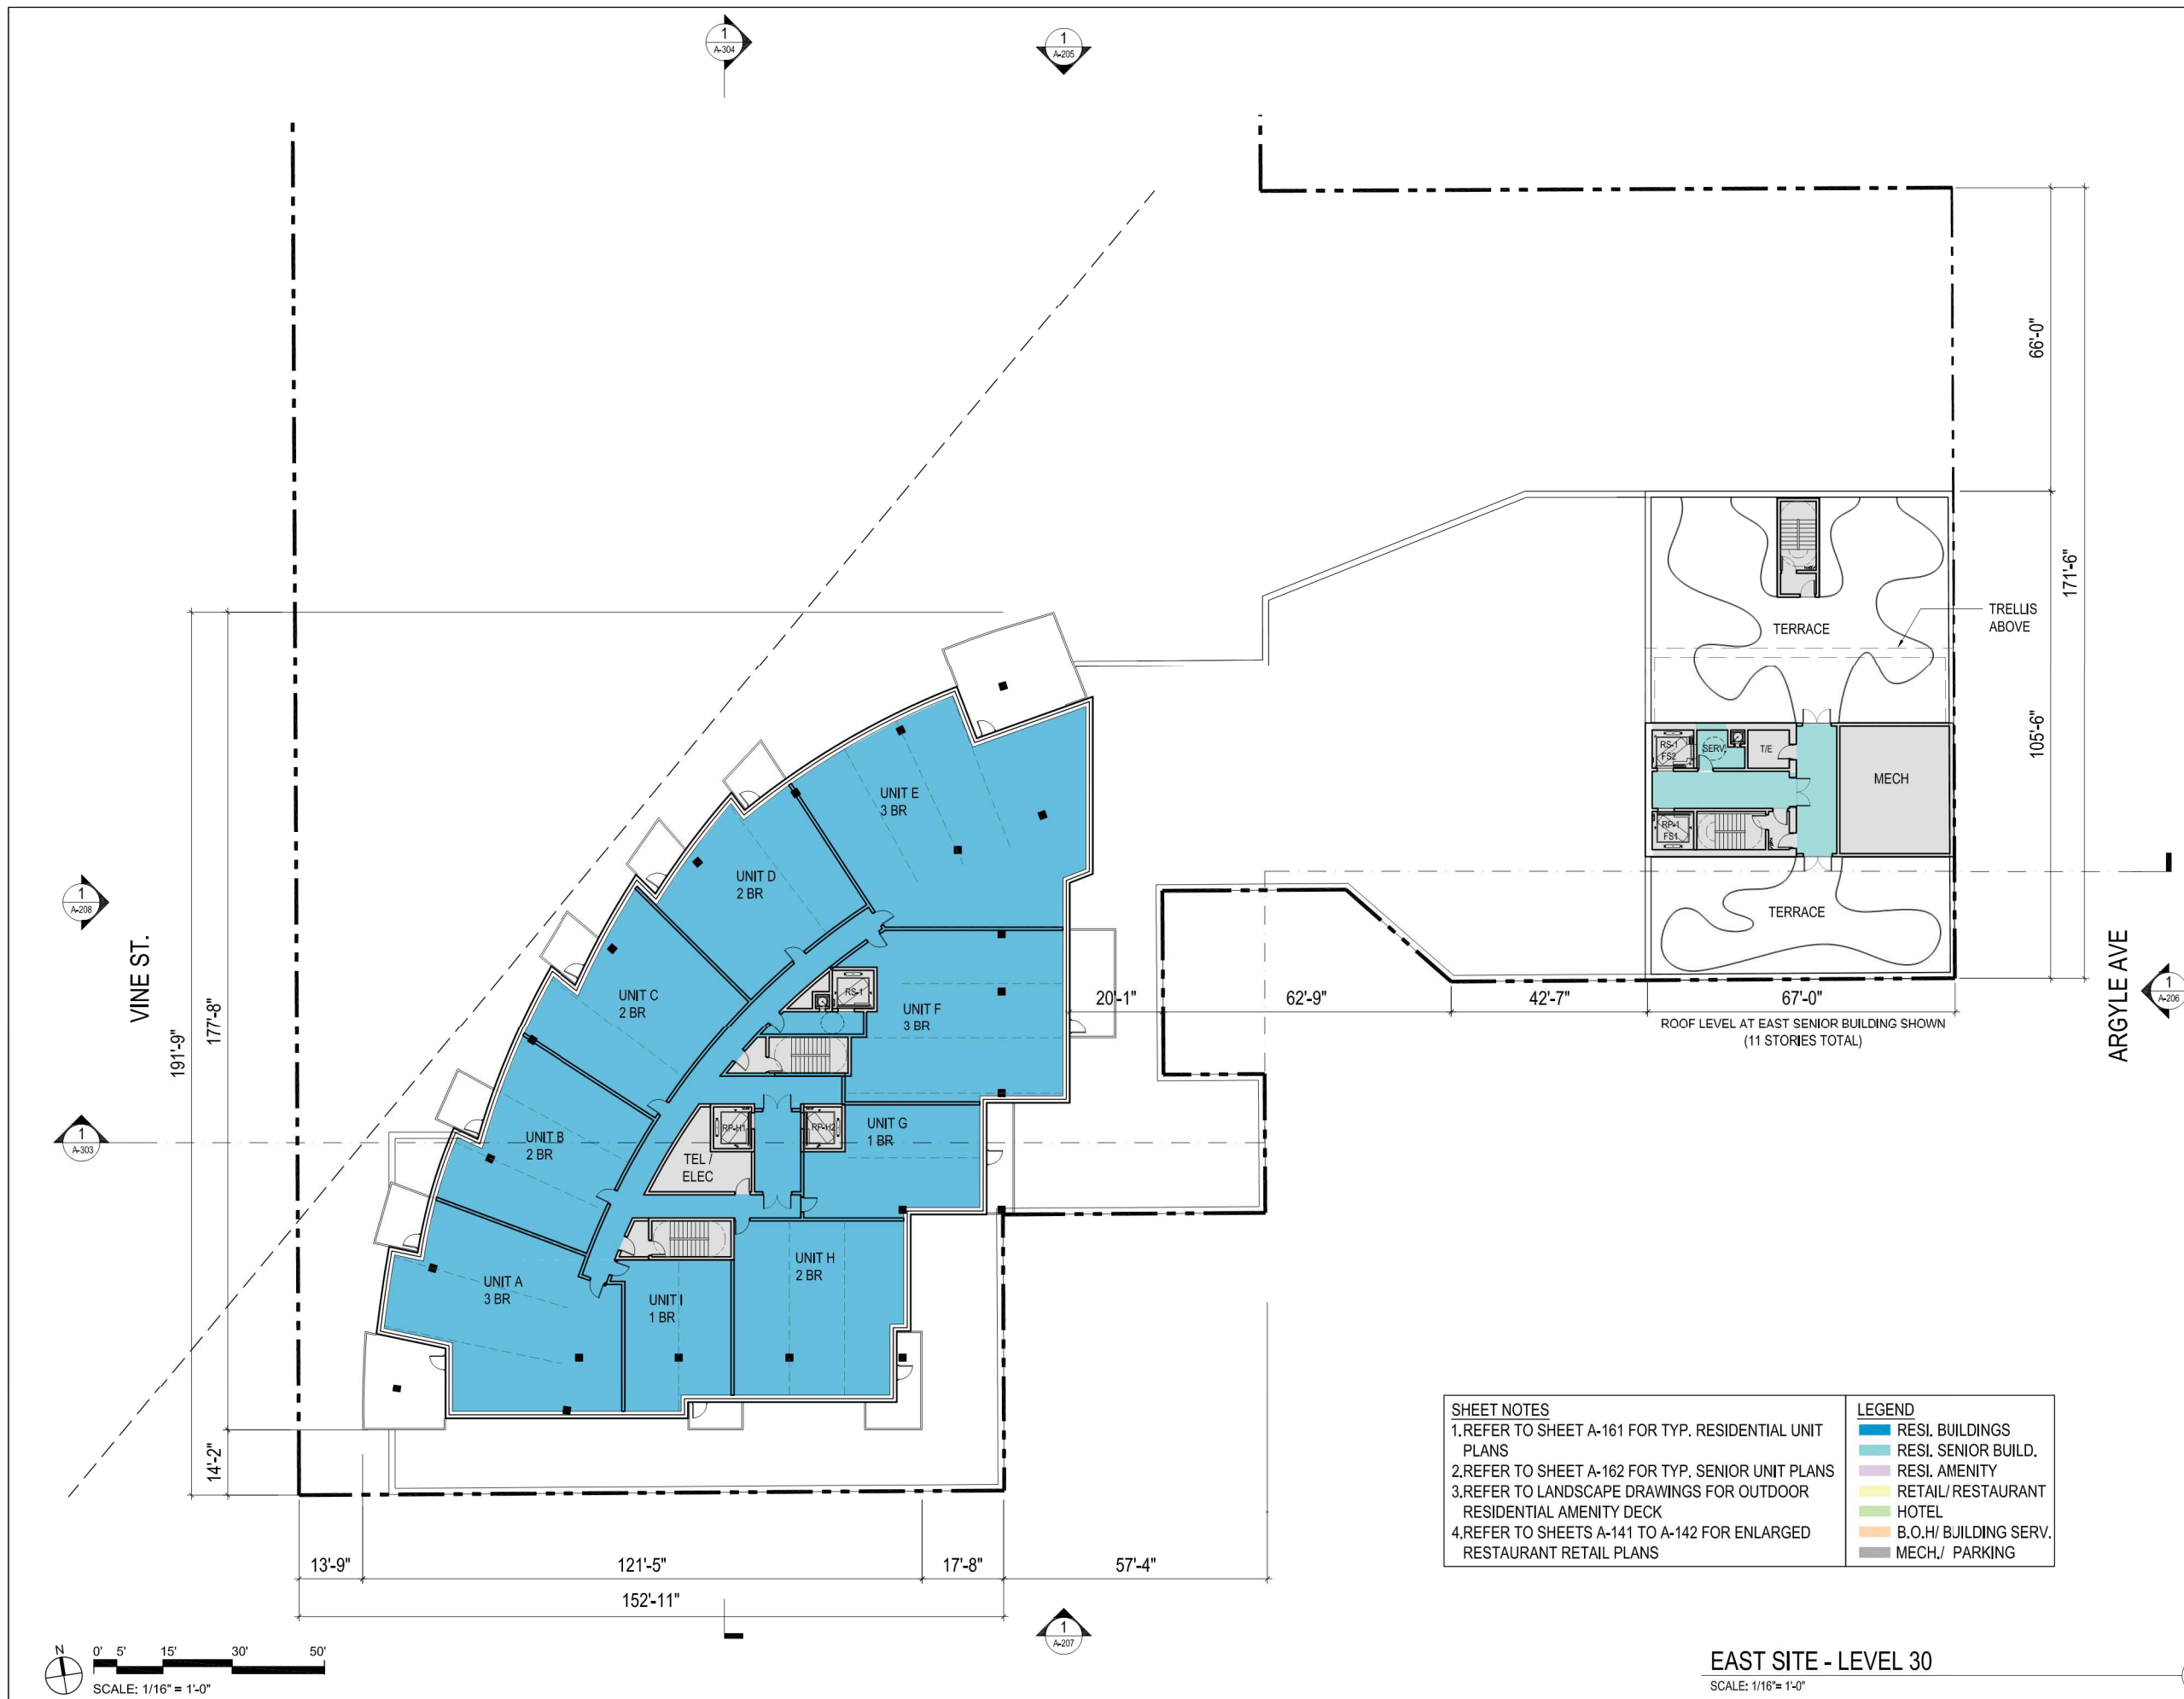 1
A-304
1
A-205
66'-0"
171'-6"
TRELLIS
ABOVE
TERRACE
105'-6"
RS-1
FS2
SERV.
T/E
MECH
RP-1
FS1
TERRACE
UNIT E
3 BR
UNIT D
2 BR
1
A-208
VINE ST.
191'-9"
177'-8"
UNIT C
2 BR
RS-1
UNIT F
3 BR
20'-1"
62'-9"
42'-7"
67'-0"
ROOF LEVEL AT EAST SENIOR BUILDING SHOWN
(11 STORIES TOTAL)
ARGYLE AVE
1
A-206
1
A-303
UNIT B
2 BR
RP-H1
RP-H2
UNIT G
1 BR
TEL /
ELEC
UNIT A
3 BR
UNIT I
1 BR
UNIT H
2 BR
14'-2"
13'-9"
121'-5"
17'-8"
57'-4"
152'-11"
1
A-207
SHEET NOTES
1.REFER TO SHEET A-161 FOR TYP. RESIDENTIAL UNIT
PLANS
2.REFER TO SHEET A-162 FOR TYP. SENIOR UNIT PLANS
3.REFER TO LANDSCAPE DRAWINGS FOR OUTDOOR
RESIDENTIAL AMENITY DECK
4.REFER TO SHEETS A-141 TO A-142 FOR ENLARGED
RESTAURANT RETAIL PLANS
LEGEND
RESI. BUILDINGS
RESI. SENIOR BUILD.
RESI. AMENITY
RETAIL/ RESTAURANT
HOTEL
B.O.H/ BUILDING SERV.
MECH./ PARKING
N
0' 5' 15' 30' 50'
SCALE: 1/16" = 1'-0"
EAST SITE - LEVEL 30
SCALE: 1/16"= 1'-0"